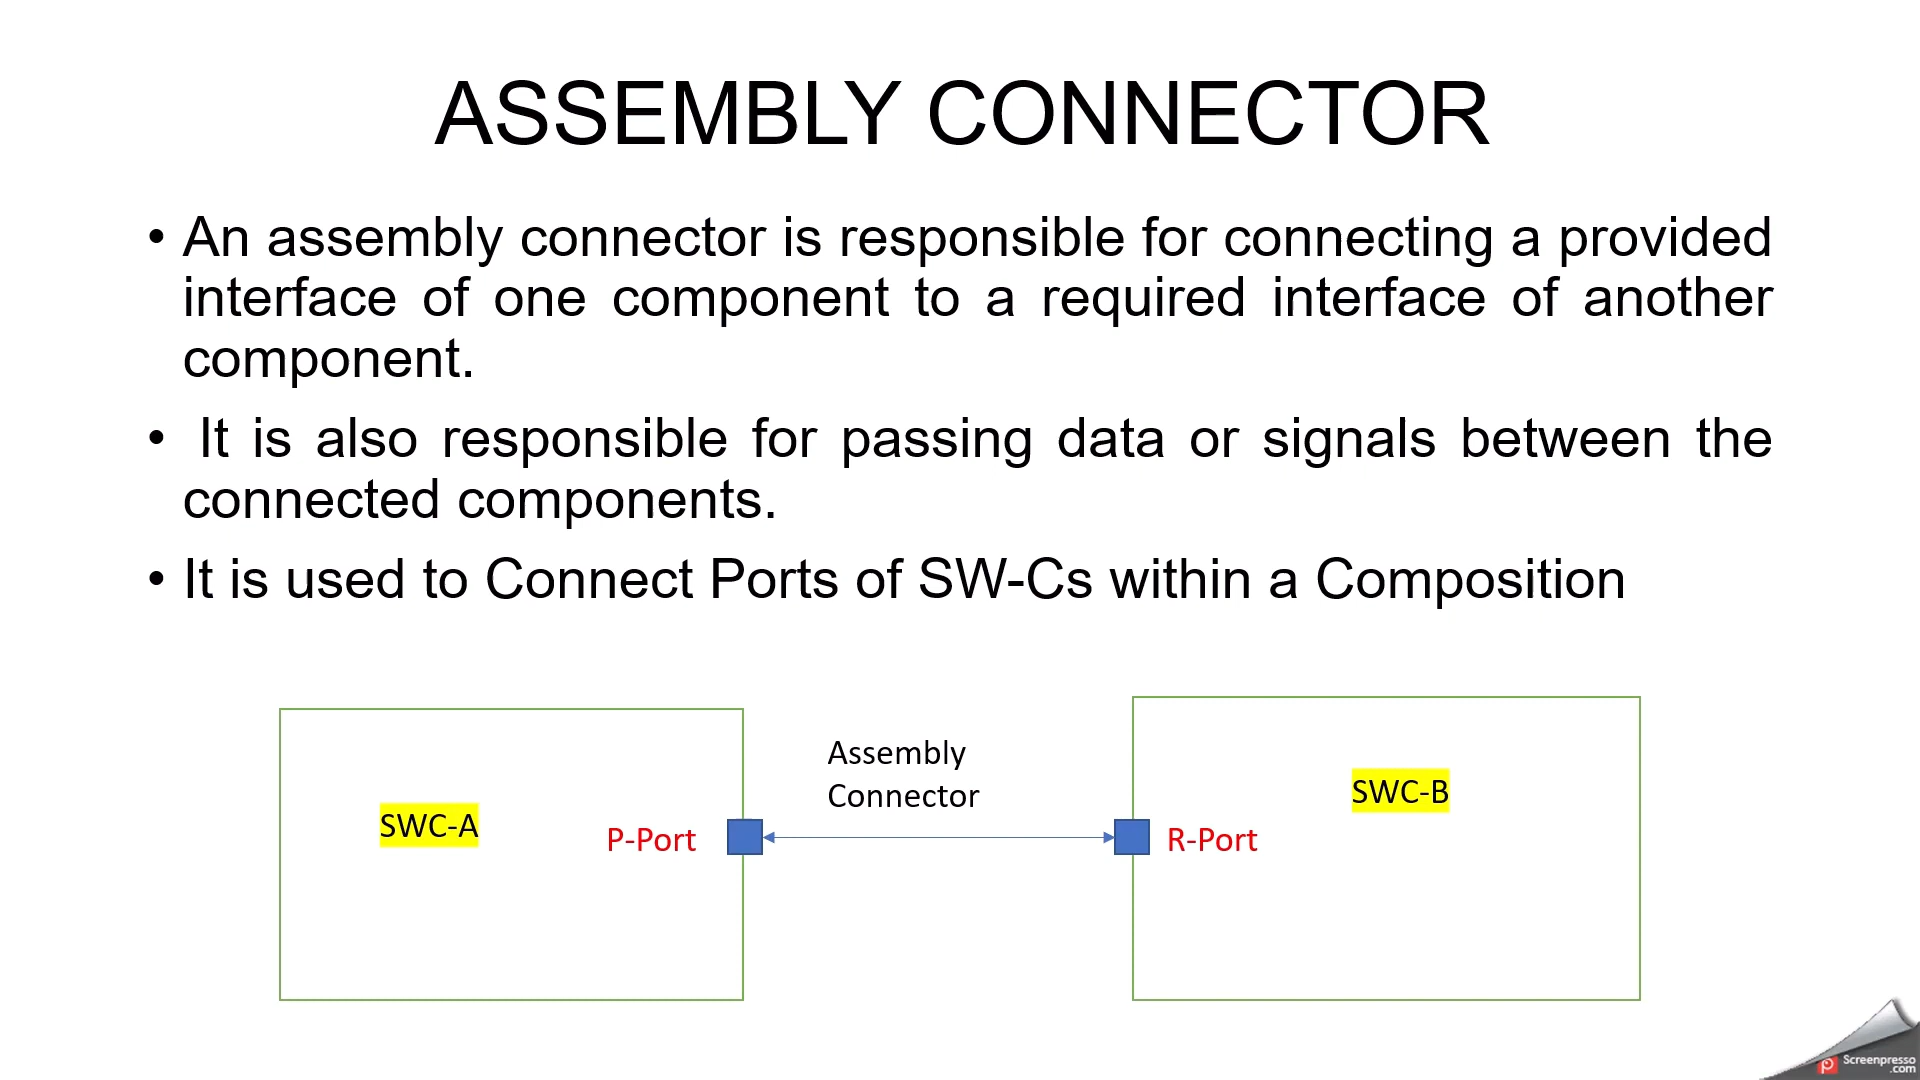 ASSEMBLY CONNECTOR
• An assembly connector is responsible for connecting a provided
interface of one component to a required interface of another
component.
• It is also responsible for passing data or signals between the
connected components.
• It is used to Connect Ports of SW-Cs within a Composition
Assembly
Connector
SWC-A
P-Port
R-Port
SWC-B
Screenpresso
.com